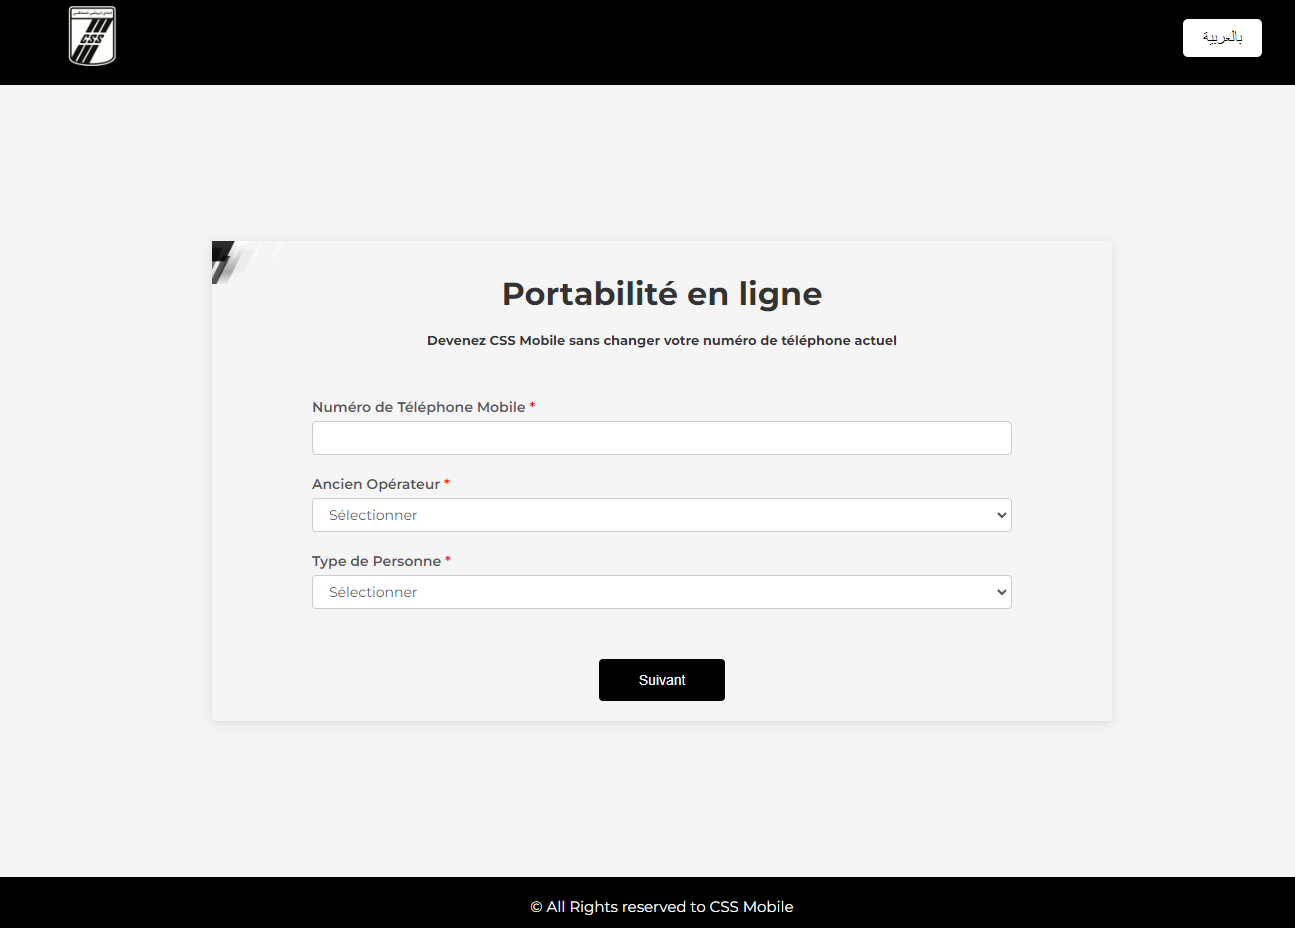 CSS
بالعربية
Portabilité en ligne
Devenez CSS Mobile sans changer votre numéro de téléphone actuel
Numéro de Téléphone Mobile *
Ancien Opérateur *
Sélectionner
Type de Personne *
Sélectionner
Suivant
© All Rights reserved to CSS Mobile